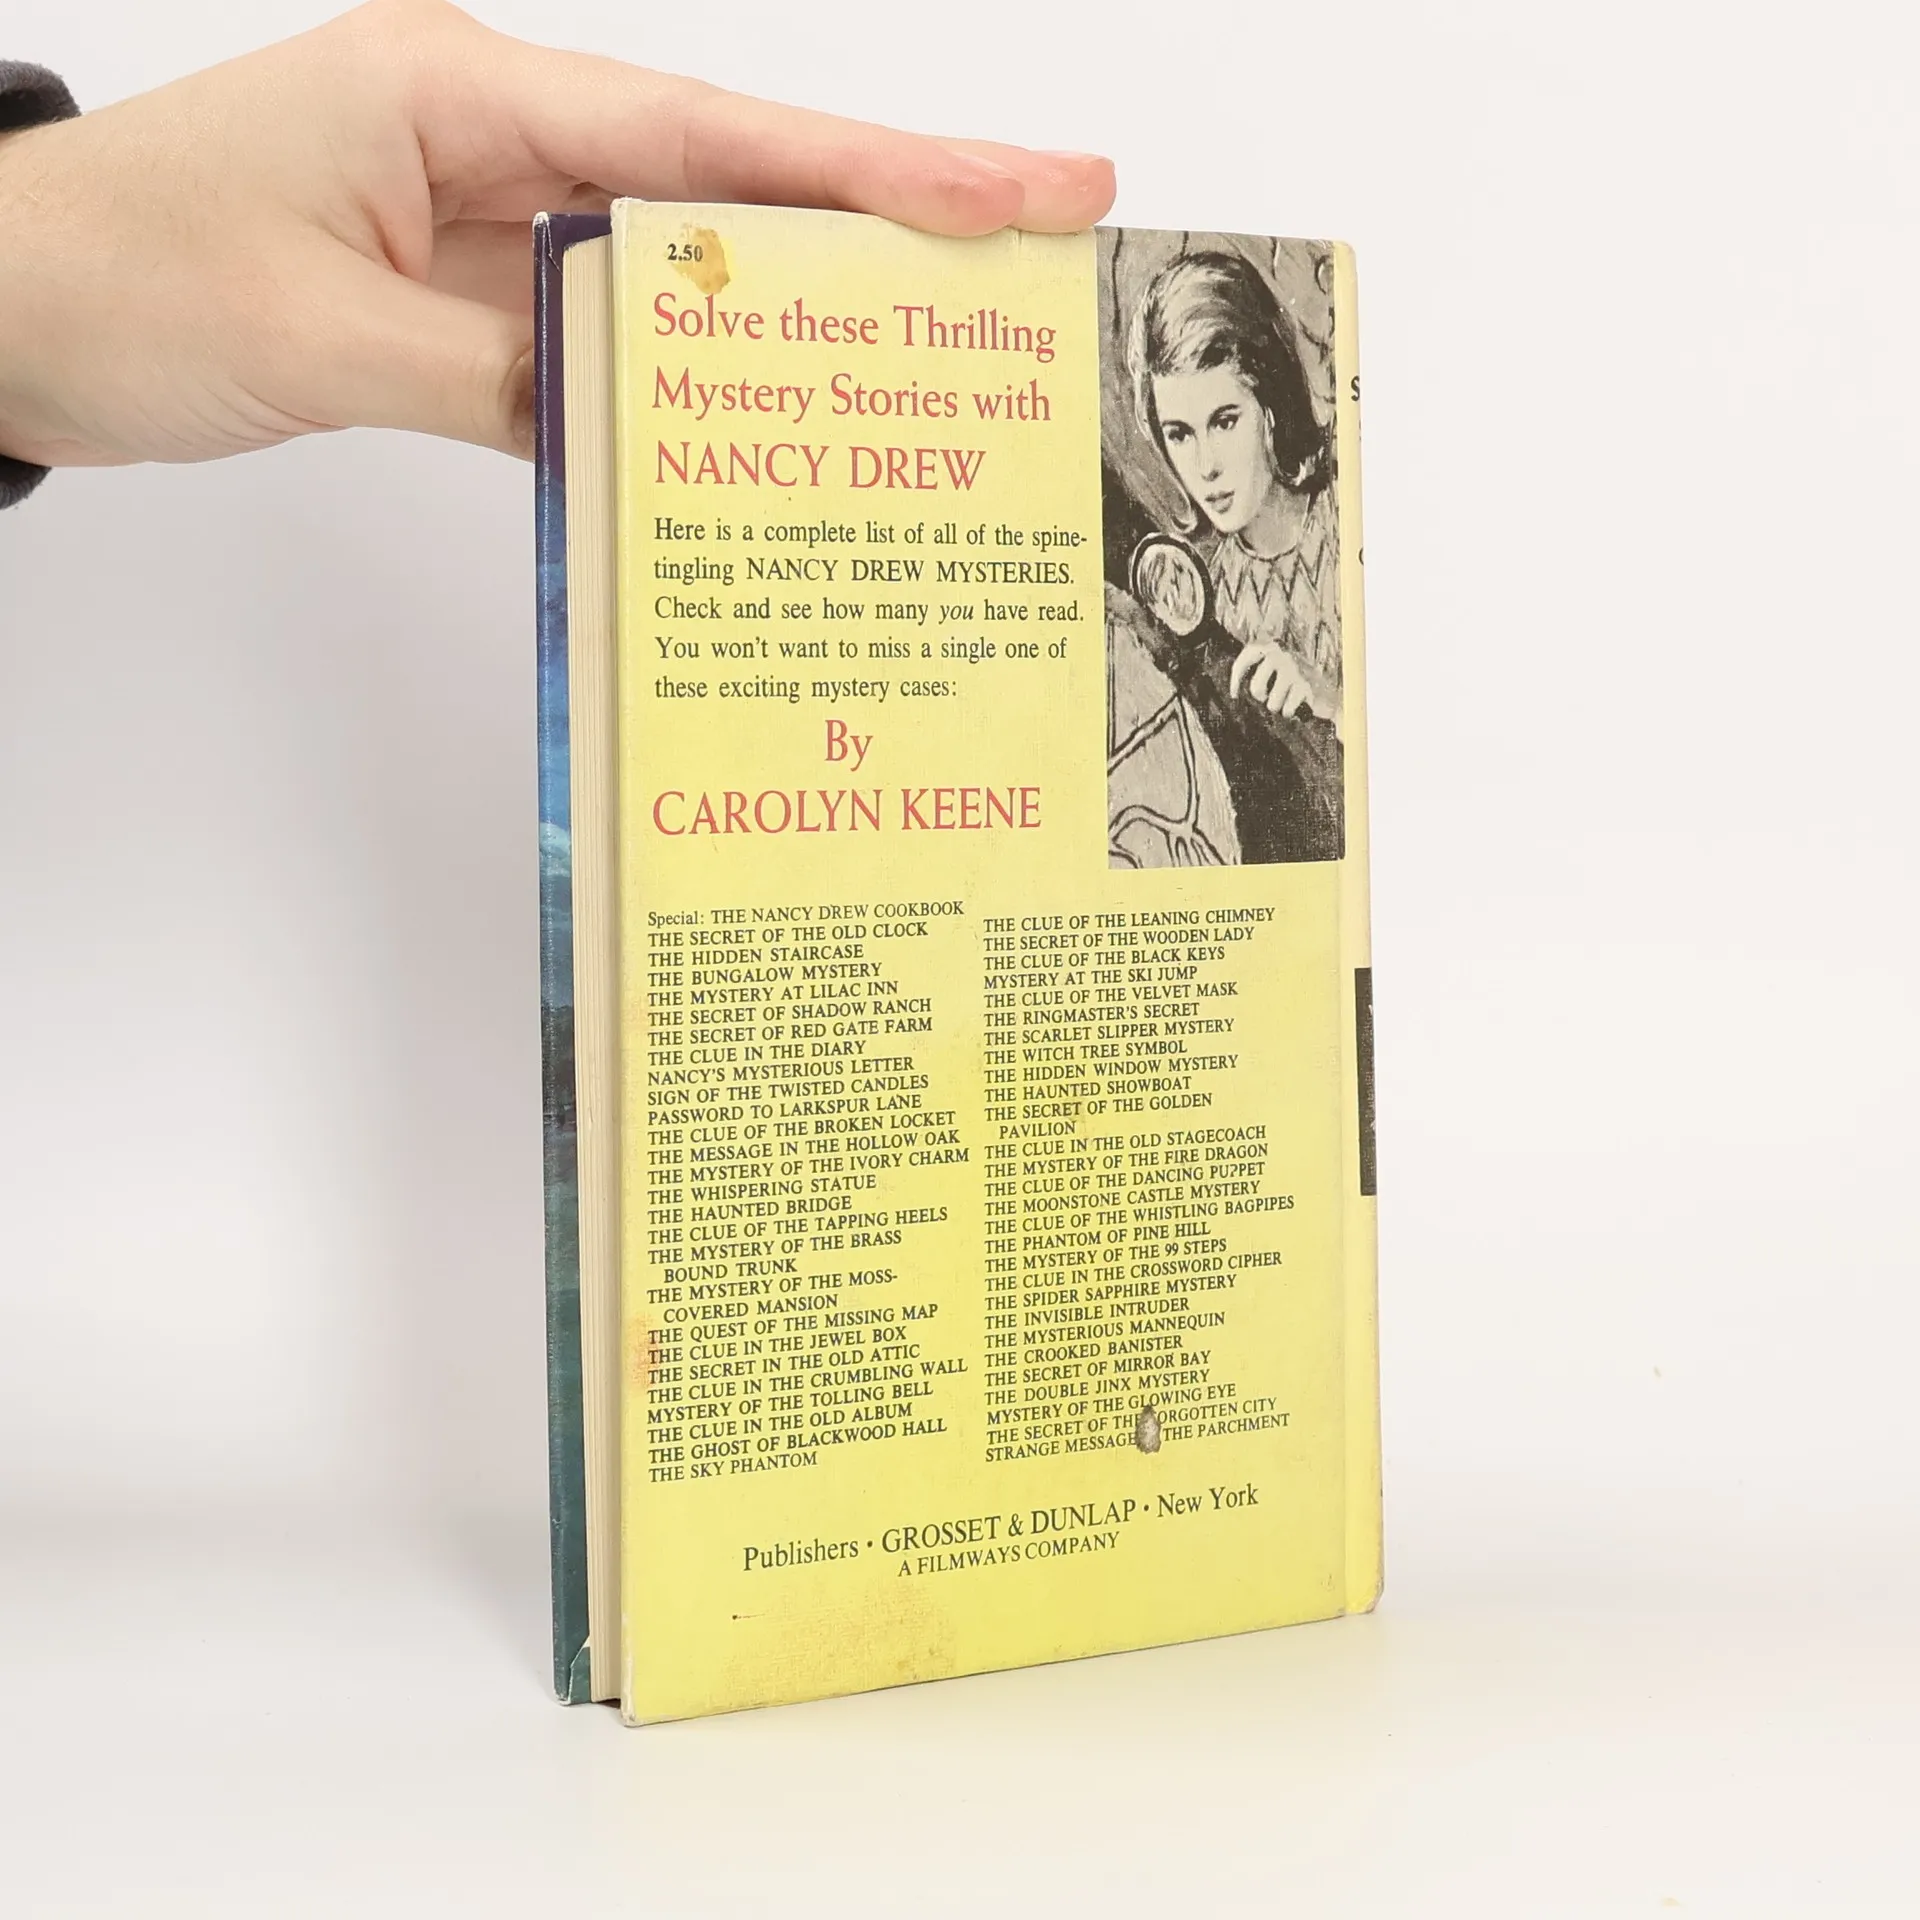 2.50
Solve these Thrilling
Mystery Stories with
NANCY DREW
Here is a complete list of all of the spine-
tingling NANCY DREW MYSTERIES.
Check and see how many you have read.
You won't want to miss a single one of
these exciting mystery cases:
By
CAROLYN KEENE
Special: THE NANCY DREW COOKBOOK
THE SECRET OF THE OLD CLOCK
THE HIDDEN STAIRCASE
THE BUNGALOW MYSTERY
THE MYSTERY AT LILAC INN
THE SECRET OF SHADOW RANCH
THE SECRET OF RED GATE FARM
THE CLUE IN THE DIARY
NANCY'S MYSTERIOUS LETTER
SIGN OF THE TWISTED CANDLES
PASSWORD TO LARKSPUR LANE
THE CLUE OF THE BROKEN LOCKET
THE MESSAGE IN THE HOLLOW OAK
THE MYSTERY OF THE IVORY CHARM
THE WHISPERING STATUE
THE HAUNTED BRIDGE
THE CLUE OF THE TAPPING HEELS
THE MYSTERY OF THE BRASS
BOUND TRUNK
THE MYSTERY OF THE MOSS-
COVERED MANSION
THE QUEST OF THE MISSING MAP
THE CLUE IN THE JEWEL BOX
THE SECRET IN THE OLD ATTIC
THE CLUE IN THE CRUMBLING WALL
MYSTERY OF THE TOLLING BELL
THE CLUE IN THE OLD ALBUM
THE GHOST OF BLACKWOOD HALL
THE SKY PHANTOM
THE CLUE OF THE LEANING CHIMNEY
THE SECRET OF THE WOODEN LADY
THE CLUE OF THE BLACK KEYS
MYSTERY AT THE SKI JUMP
THE CLUE OF THE VELVET MASK
THE RINGMASTER'S SECRET
THE SCARLET SLIPPER MYSTERY
THE WITCH TREE SYMBOL
THE HIDDEN WINDOW MYSTERY
THE HAUNTED SHOWBOAT
THE SECRET OF THE GOLDEN
PAVILION
THE CLUE IN THE OLD STAGECOACH
THE MYSTERY OF THE FIRE DRAGON
THE CLUE OF THE DANCING PUPPET
THE MOONSTONE CASTLE MYSTERY
THE CLUE OF THE WHISTLING BAGPIPES
THE PHANTOM OF PINE HILL
THE MYSTERY OF THE 99 STEPS
THE CLUE IN THE CROSSWORD CIPHER
THE SPIDER SAPPHIRE MYSTERY
THE INVISIBLE INTRUDER
THE MYSTERIOUS MANNEQUIN
THE CROOKED BANISTER
THE SECRET OF MIRROR BAY
THE DOUBLE JINX MYSTERY
MYSTERY OF THE GLOWING EYE
THE SECRET OF THE FORGOTTEN CITY
STRANGE MESSAGE THE PARCHMENT
Publishers • GROSSET & DUNLAP • New York
A FILMWAYS COMPANY